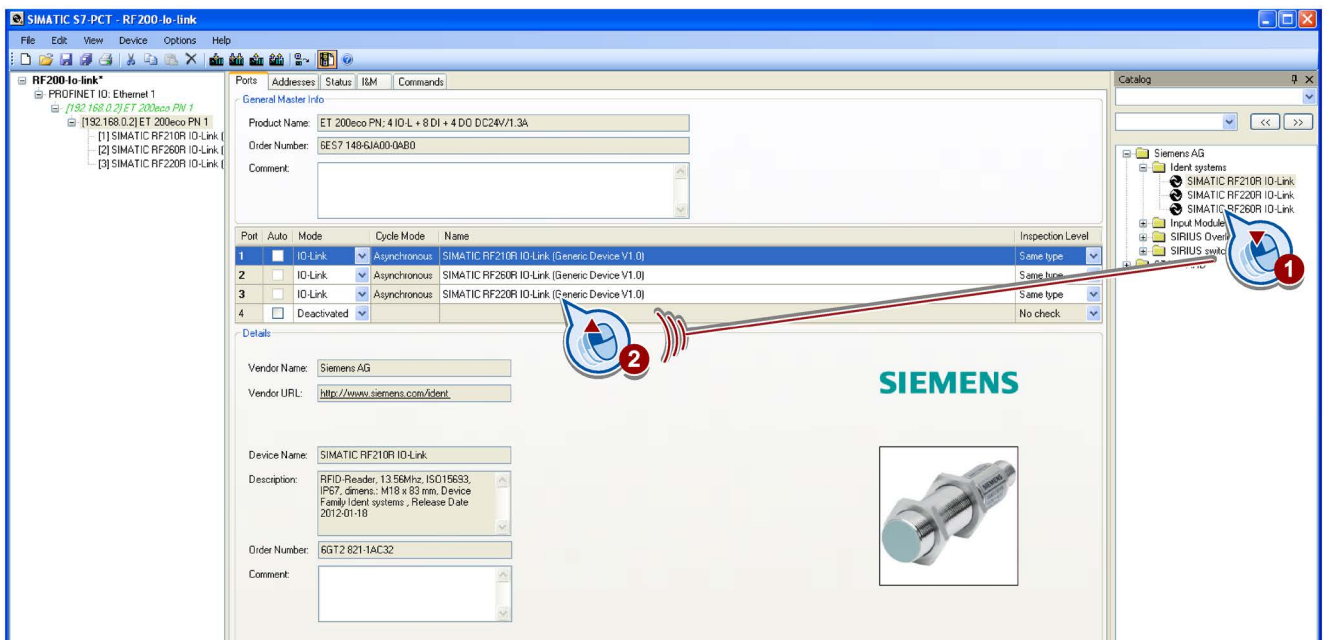 SIMATIC S7-PCT - RF200-Io-link
File Edit View Device Options Help
RF200-Io-link*
PROFINET IO: Ethernet 1
[192.168.0.2] ET 200eco PN 1
[192.168.0.2] ET 200eco PN 1
[1] SIMATIC RF210R IO-Link (
[2] SIMATIC RF260R IO-Link (
[3] SIMATIC RF220R IO-Link (
Ports Addresses Status I&M Commands
General Master Info
Product Name: ET 200eco PN; 4 IO-L + 8 DI + 4 DO DC24V/1.3A
Order Number: 6ES7 148-6JA00-0AB0
Comment:
Port Auto Mode Cycle Mode Name Inspection Level
1 IO-Link Asynchronous SIMATIC RF210R IO-Link (Generic Device V1.0) Same type
2 IO-Link Asynchronous SIMATIC RF260R IO-Link (Generic Device V1.0) Same type
3 IO-Link Asynchronous SIMATIC RF220R IO-Link (Generic Device V1.0) Same type
4 Deactivated No check
Details
Vendor Name: Siemens AG
Vendor URL: http://www.siemens.com/ident
Device Name: SIMATIC RF210R IO-Link
Description: RFID-Reader, 13.56Mhz, ISO15693,
IP67, dimens.: M18 x 83 mm, Device
Family Ident systems , Release Date
2012-01-18
Order Number: 6GT2 821-1AC32
Comment:
SIEMENS
SIEMENS
Catalog
<< >>
Siemens AG
Ident systems
SIMATIC RF210R IO-Link
SIMATIC RF220R IO-Link
SIMATIC RF260R IO-Link
Input Module
SIRIUS
SIRIUS
1
2